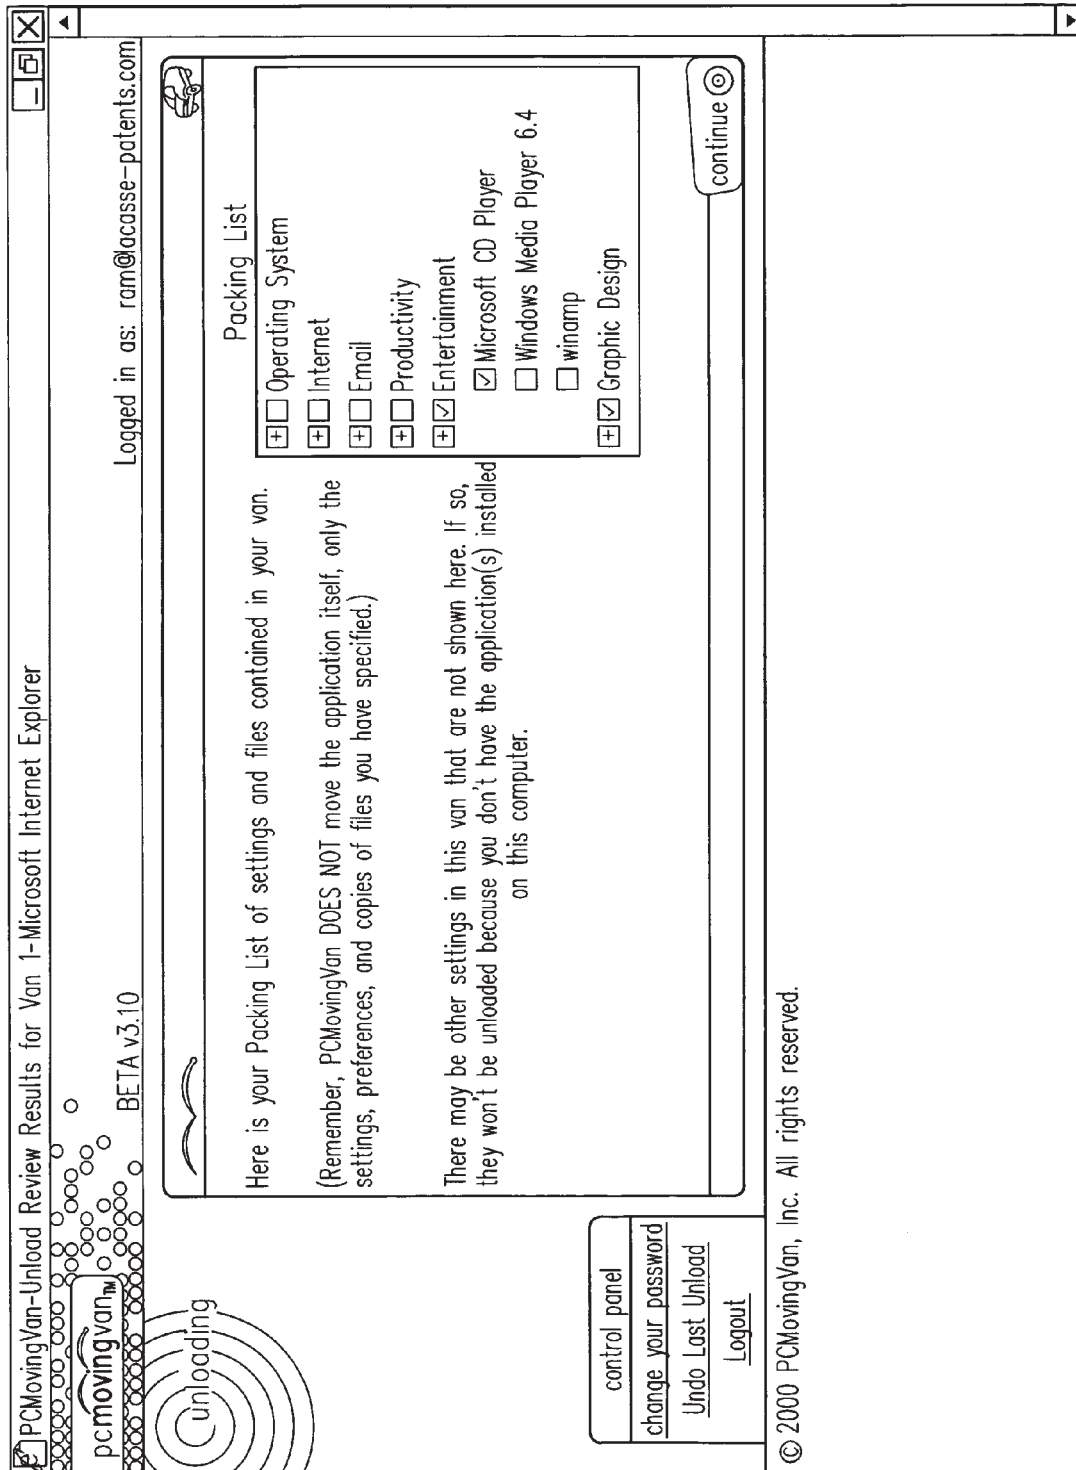 PCMovingVan-Unload Review Results for Van 1-Microsoft Internet Explorer
pcmovingvan™
BETA v3.10
Logged in as: ram@lacasse-patents.com
unloading
Here is your Packing List of settings and files contained in your van.
(Remember, PCMovingVan DOES NOT move the application itself, only the
settings, preferences, and copies of files you have specified.)
There may be other settings in this van that are not shown here. If so,
they won't be unloaded because you don't have the application(s) installed
on this computer.
Packing List
Operating System
Internet
Email
Productivity
Entertainment
Microsoft CD Player
Windows Media Player 6.4
winamp
Graphic Design
continue
control panel
change your password
Undo Last Unload
Logout
© 2000 PCMovingVan, Inc. All rights reserved.